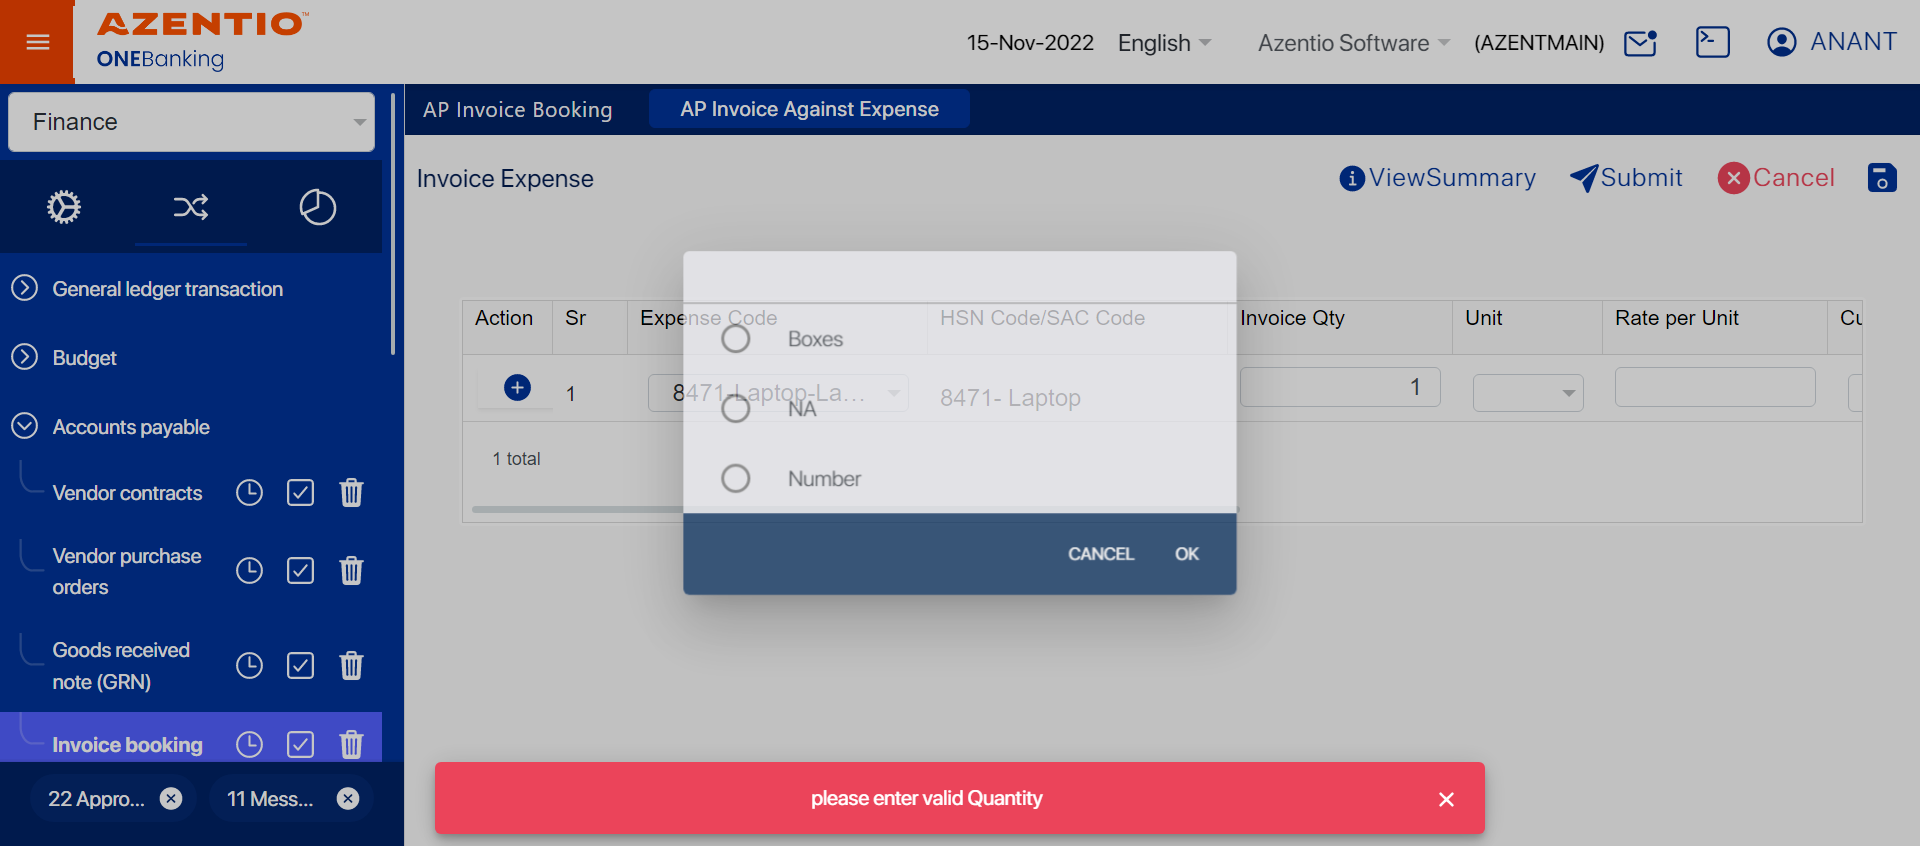 AZENTIO™
ONEBanking
15-Nov-2022 English Azentio Software (AZENTMAIN) ANANT
Finance
AP Invoice Booking AP Invoice Against Expense
Invoice Expense
ViewSummary Submit Cancel
General ledger transaction
Budget
Accounts payable
Vendor contracts
Vendor purchase
orders
Goods received
note (GRN)
Invoice booking
22 Appro... 11 Mess...
Action Sr Expense Code HSN Code/SAC Code Invoice Qty Unit Rate per Unit Cu
1 8471-Laptop-La... 8471- Laptop 1
1 total
Boxes
NA
Number
CANCEL OK
please enter valid Quantity